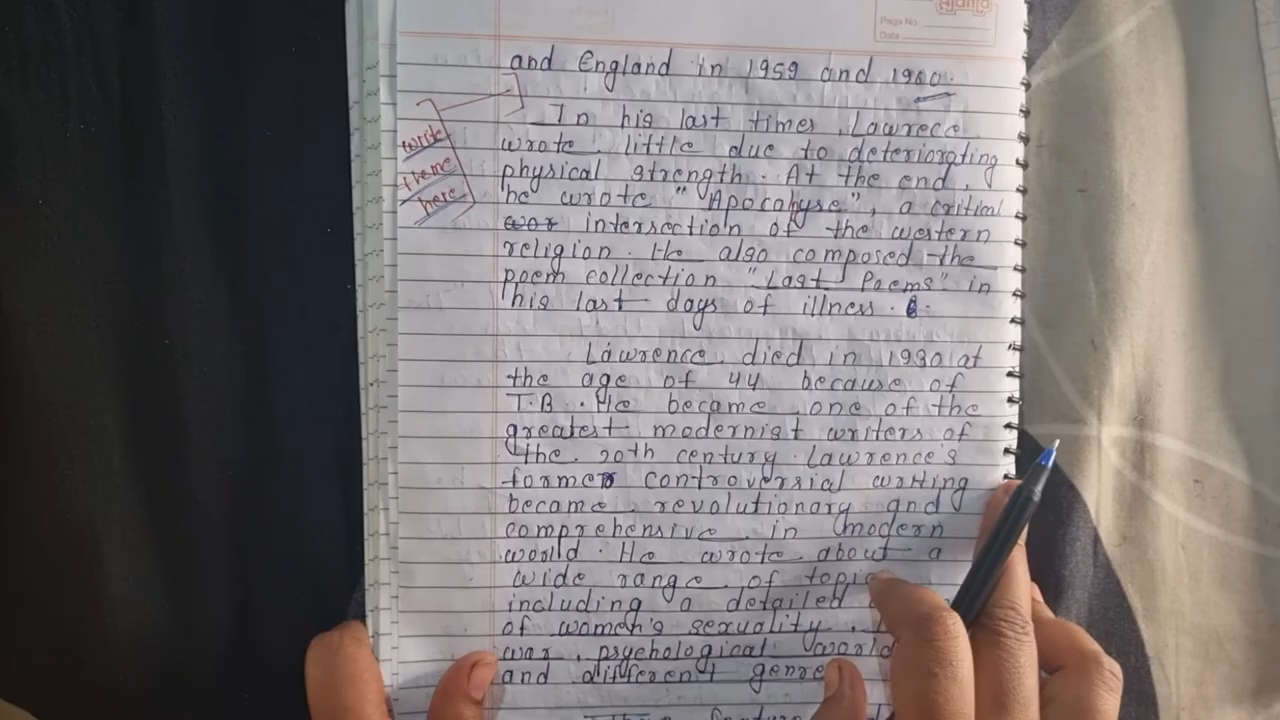 Ajanta
Page No
Date
and England in 1959 and 1960.
write
theme
here
In his last times, Lawrece
wrote little due to deteriorating
physical strength. At the end,
he wrote "Apocalyse", a critical
intersection of the western
religion. He also composed the
poem collection "Last Poems" in
his last days of illness.
Lawrence died in 1930 at
the age of 44 because of
T.B. He became one of the
greatest modernist writers of
the 20th century. Lawrence's
former controversial writing
became revolutionary and
comprehensive in modern
world. He wrote about a
wide range of
including a detailed
of women's sexuality.
war, psychological world
and different genre